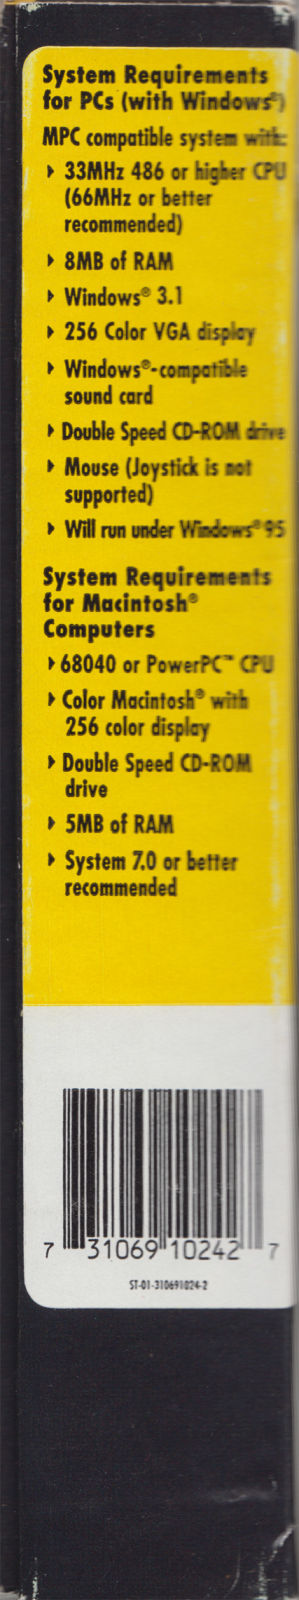 System Requirements
for PCs (with Windows®)
MPC compatible system with:
33MHz 486 or higher CPU
(66MHz or better
recommended)
8MB of RAM
Windows® 3.1
256 Color VGA display
Windows®-compatible
sound card
Double Speed CD-ROM drive
Mouse (Joystick is not
supported)
Will run under Windows® 95
System Requirements
for Macintosh®
Computers
68040 or PowerPC™ CPU
Color Macintosh® with
256 color display
Double Speed CD-ROM
drive
5MB of RAM
System 7.0 or better
recommended
7 31069 10242 7
ST-01-310691024-2